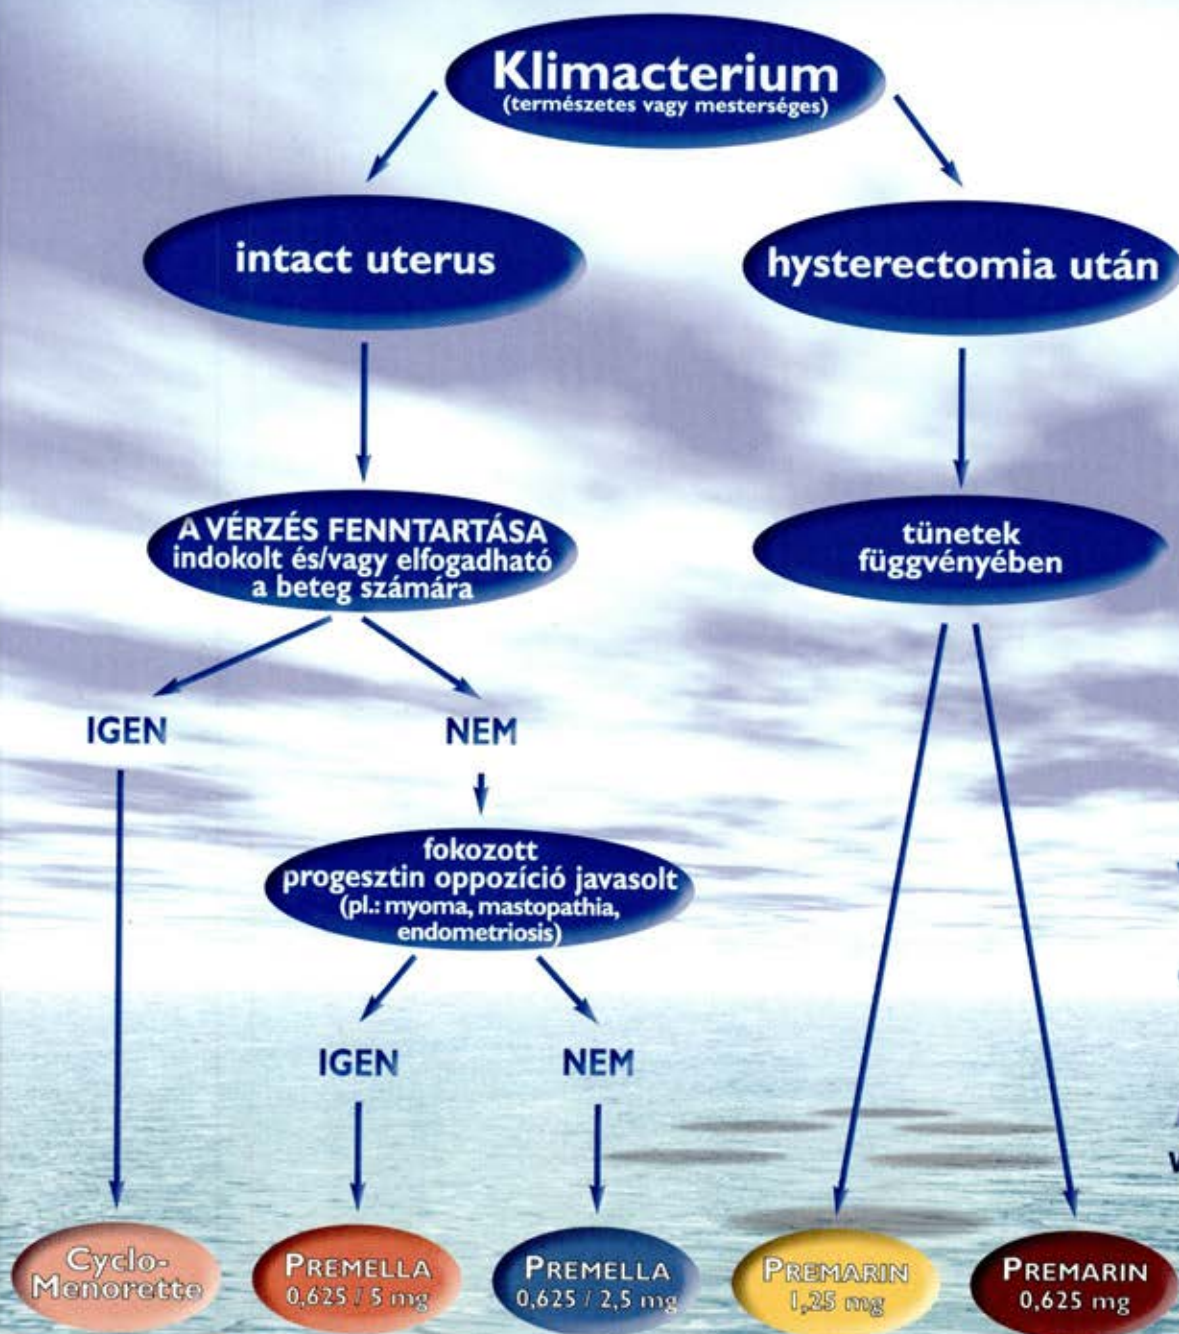 Klimacterium
(természetes vagy mesterséges)
intact uterus
hysterectomia után
A VÉRZÉS FENNTARTÁSA
indokolt és/vagy elfogadható
a beteg számára
tünetek
függvényében
IGEN
NEM
fokozott
progesztin oppozíció javasolt
(pl.: myoma, mastopathia,
endometriosis)
IGEN
NEM
Cyclo-
Menorette
PREMELLA
0,625 / 5 mg
PREMELLA
0,625 / 2,5 mg
PREMARIN
1,25 mg
PREMARIN
0,625 mg